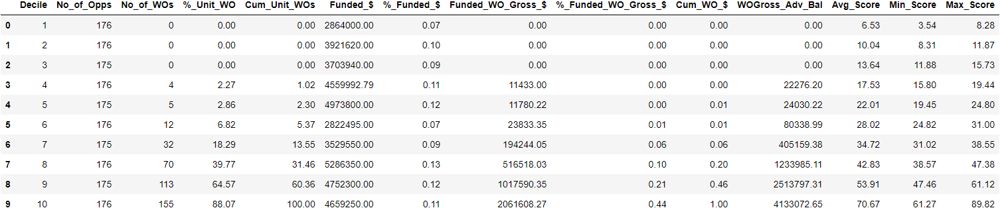 Decile No_of_Opps No_of_WOs %_Unit_WO Cum_Unit_WOs Funded_$ %_Funded_$ Funded_WO_Gross_$ %_Funded_WO_Gross_$ Cum_WO_$ WOGross_Adv_Bal Avg_Score Min_Score Max_Score
0 1 176 0 0.00 0.00 2864000.00 0.07 0.00 0.00 0.00 0.00 6.53 3.54 8.28
1 2 176 0 0.00 0.00 3921620.00 0.10 0.00 0.00 0.00 0.00 10.04 8.31 11.87
2 3 175 0 0.00 0.00 3703940.00 0.09 0.00 0.00 0.00 0.00 13.64 11.88 15.73
3 4 176 4 2.27 1.02 4559992.79 0.11 11433.00 0.00 0.00 22276.20 17.53 15.80 19.44
4 5 175 5 2.86 2.30 4973800.00 0.12 11780.22 0.00 0.01 24030.22 22.01 19.45 24.80
5 6 176 12 6.82 5.37 2822495.00 0.07 23833.35 0.01 0.01 80338.99 28.02 24.82 31.00
6 7 175 32 18.29 13.55 3529550.00 0.09 194244.05 0.06 0.06 405159.38 34.72 31.02 38.55
7 8 176 70 39.77 31.46 5286350.00 0.13 516518.03 0.10 0.20 1233985.11 42.83 38.57 47.38
8 9 175 113 64.57 60.36 4752300.00 0.12 1017590.35 0.21 0.46 2513797.31 53.91 47.46 61.12
9 10 176 155 88.07 100.00 4659250.00 0.11 2061608.27 0.44 1.00 4133072.65 70.67 61.27 89.82